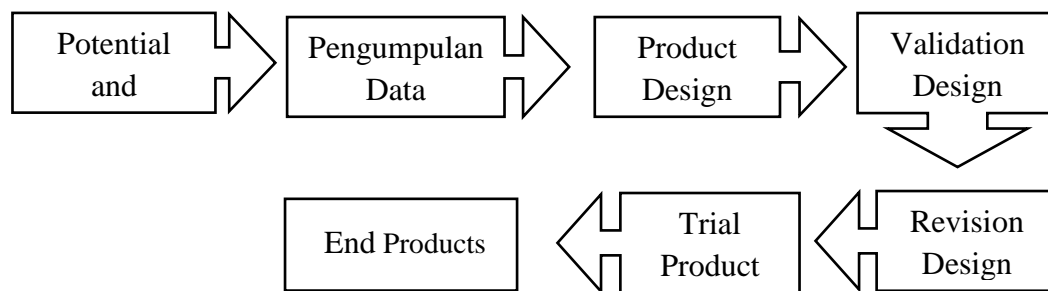 Potential
and
Pengumpulan
Data
Product
Design
Validation
Design
Revision
Design
Trial
Product
End Products